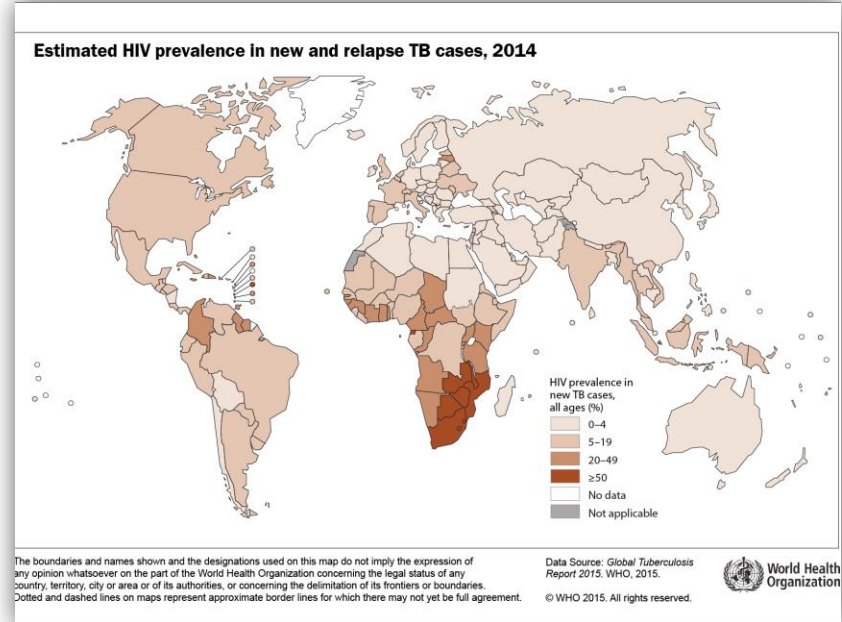 Estimated HIV prevalence in new and relapse TB cases, 2014
HIV prevalence in
new TB cases,
all ages (%)
0–4
5–19
20–49
≥50
No data
Not applicable
The boundaries and names shown and the designations used on this map do not imply the expression of
any opinion whatsoever on the part of the World Health Organization concerning the legal status of any
country, territory, city or area or of its authorities, or concerning the delimitation of its frontiers or boundaries.
Dotted and dashed lines on maps represent approximate border lines for which there may not yet be full agreement.
Data Source: Global Tuberculosis
Report 2015. WHO, 2015.
© WHO 2015. All rights reserved.
World Health
Organization